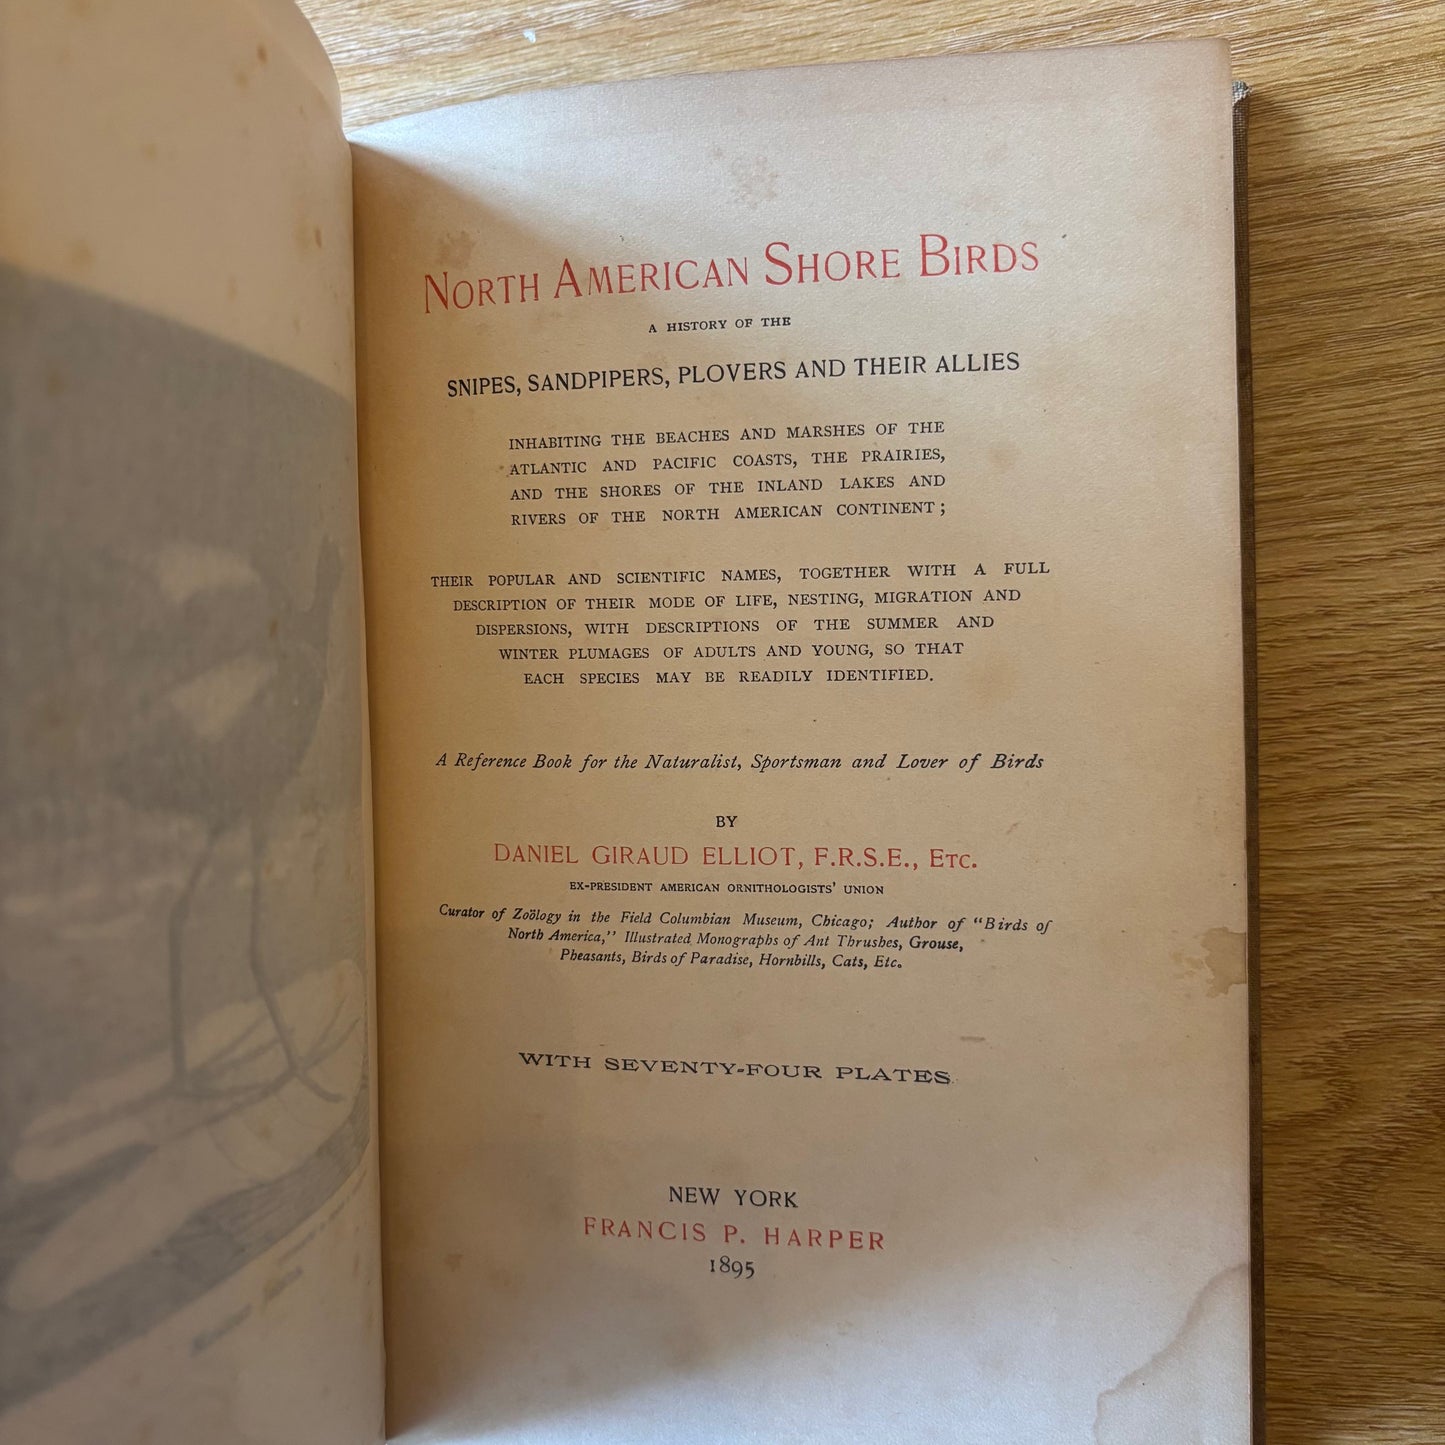 NORTH AMERICAN SHORE BIRDS
A HISTORY OF THE
SNIPES, SANDPIPERS, PLOVERS AND THEIR ALLIES
INHABITING THE BEACHES AND MARSHES OF THE
ATLANTIC AND PACIFIC COASTS, THE PRAIRIES,
AND THE SHORES OF THE INLAND LAKES AND
RIVERS OF THE NORTH AMERICAN CONTINENT;
THEIR POPULAR AND SCIENTIFIC NAMES, TOGETHER WITH A FULL
DESCRIPTION OF THEIR MODE OF LIFE, NESTING, MIGRATION AND
DISPERSIONS, WITH DESCRIPTIONS OF THE SUMMER AND
WINTER PLUMAGES OF ADULTS AND YOUNG, SO THAT
EACH SPECIES MAY BE READILY IDENTIFIED.
A Reference Book for the Naturalist, Sportsman and Lover of Birds
BY
DANIEL GIRAUD ELLIOT, F.R.S.E., ETC.
EX-PRESIDENT AMERICAN ORNITHOLOGISTS' UNION
Curator of Zoölogy in the Field Columbian Museum, Chicago; Author of "Birds of
North America," Illustrated Monographs of Ant Thrushes, Grouse,
Pheasants, Birds of Paradise, Hornbills, Cats, Etc.
WITH SEVENTY-FOUR PLATES.
NEW YORK
FRANCIS P. HARPER
1895